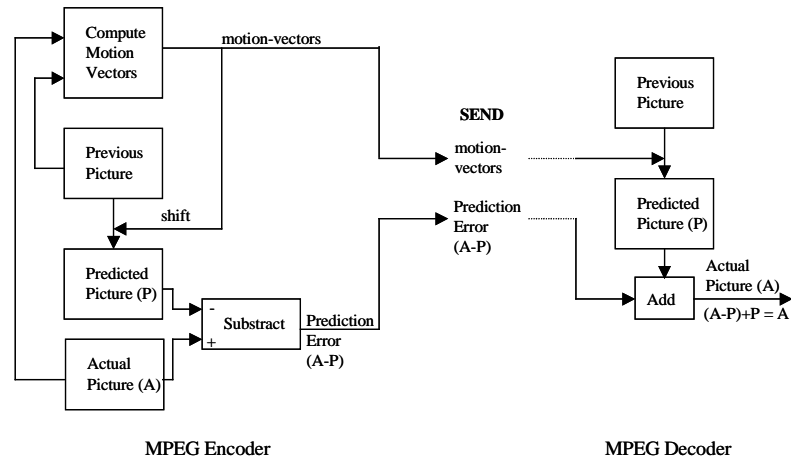 Compute
Motion
Vectors
motion-vectors
Previous
Picture
shift
Predicted
Picture (P)
-
Substract
+
Actual
Picture (A)
Prediction
Error
(A-P)
SEND
motion-
vectors
Prediction
Error
(A-P)
Previous
Picture
Predicted
Picture (P)
Add
Actual
Picture (A)
(A-P)+P = A
MPEG Encoder
MPEG Decoder